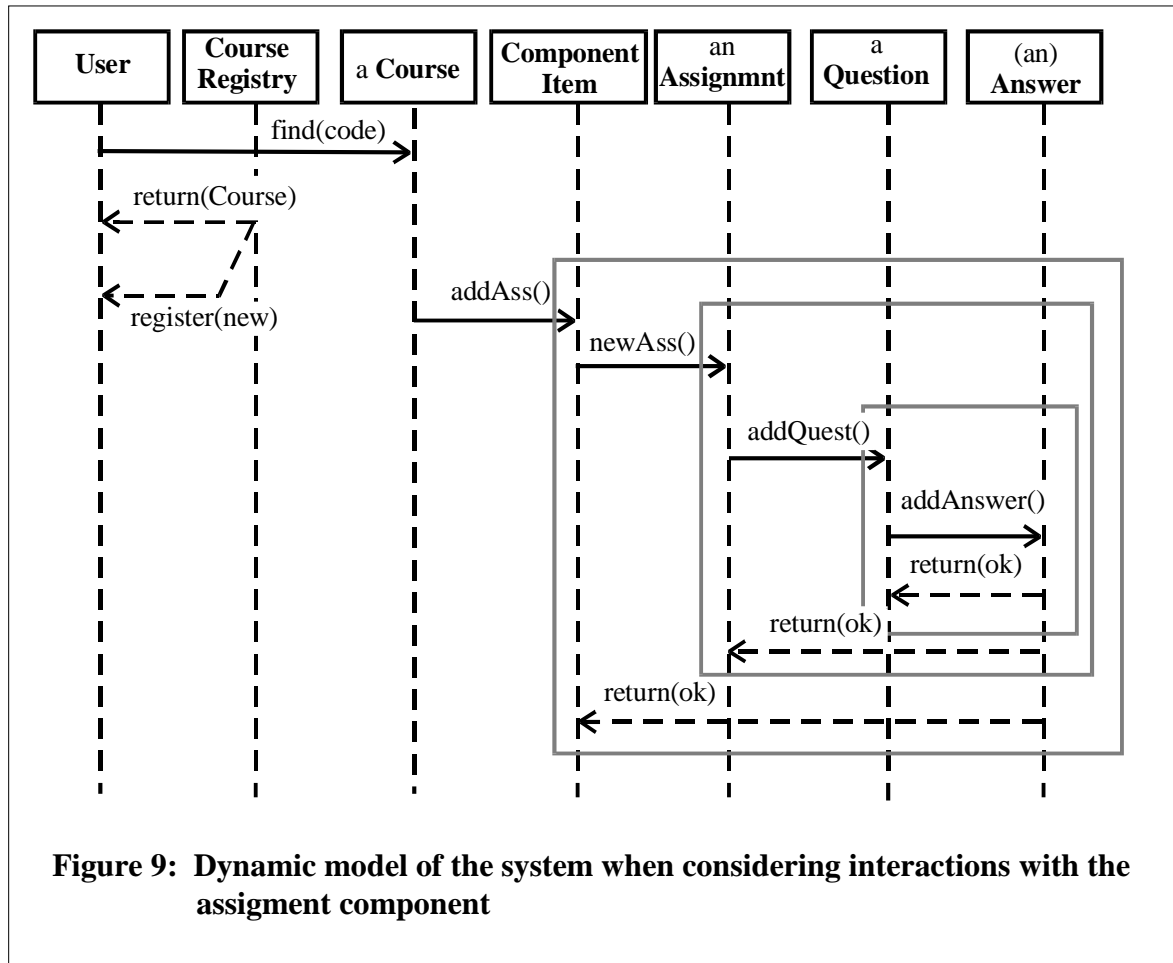 User
Course
Registry
a Course
Component
Item
an
Assignmnt
a
Question
(an)
Answer
find(code)
return(Course)
register(new)
addAss()
newAss()
addQuest()
addAnswer()
return(ok)
return(ok)
return(ok)
Figure 9: Dynamic model of the system when considering interactions with the
assigment component